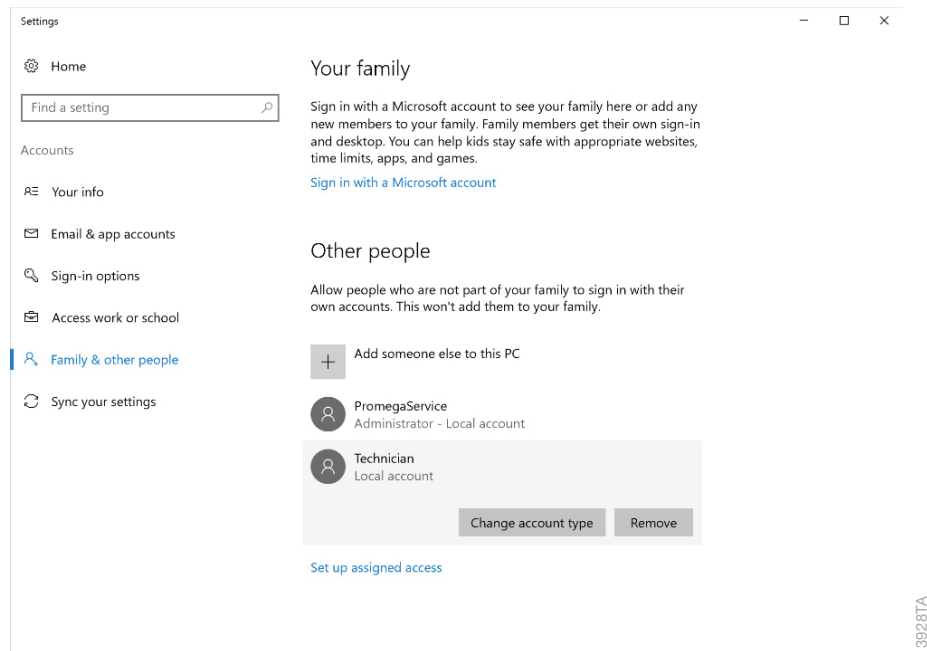 Settings
Home
Find a setting
Accounts
Your info
Email & app accounts
Sign-in options
Access work or school
Family & other people
Sync your settings
Your family
Sign in with a Microsoft account to see your family here or add any
new members to your family. Family members get their own sign-in
and desktop. You can help kids stay safe with appropriate websites,
time limits, apps, and games.
Sign in with a Microsoft account
Other people
Allow people who are not part of your family to sign in with their
own accounts. This won't add them to your family.
Add someone else to this PC
PromegaService
Administrator - Local account
Technician
Local account
Change account type
Remove
Set up assigned access
3928TA